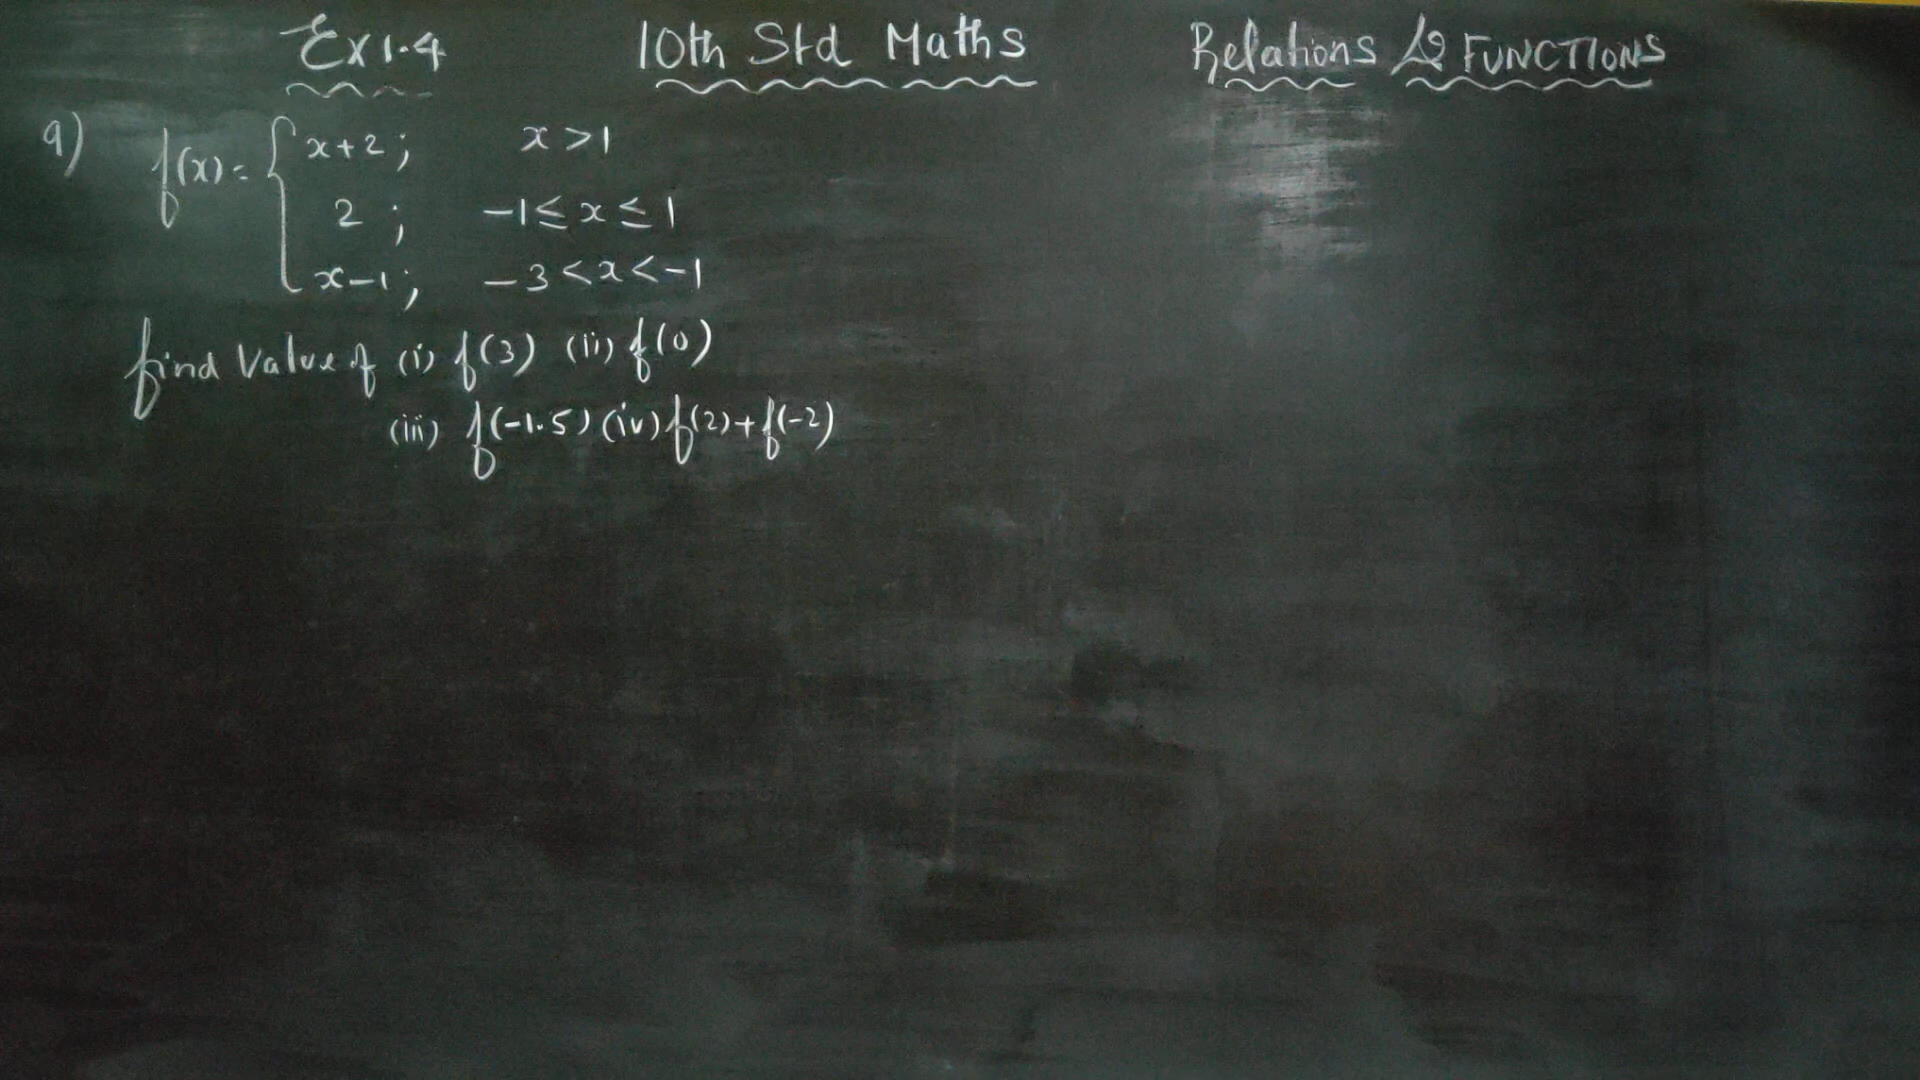 Ex 1.4 10th Std Maths Relations & FUNCTIONS
9) f(x) = { x+2 ; x > 1
2 ; -1 ≤ x ≤ 1
x-1 ; -3 < x < -1
find Value of (i) f(3) (ii) f(0)
(iii) f(-1.5) (iv) f(2)+f(-2)